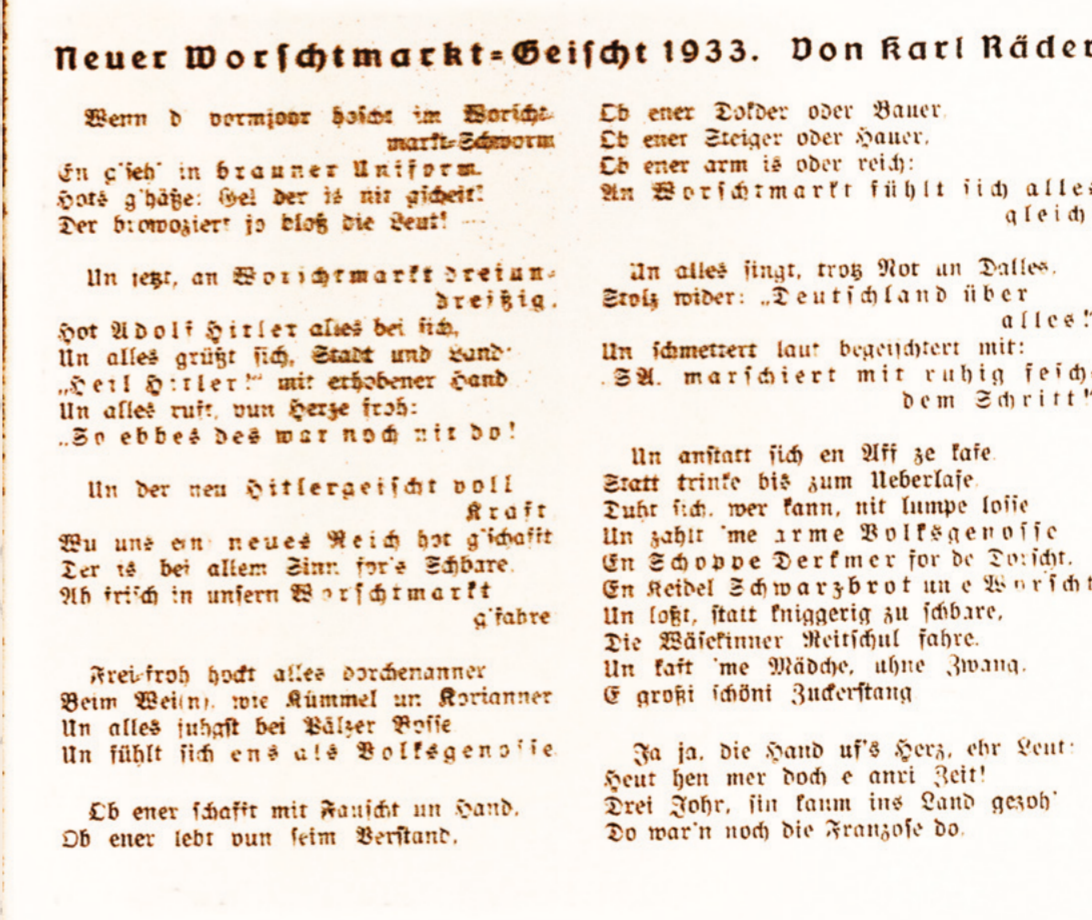 Neuer Worſchtmarkt=Geiſcht 1933. Von Karl Räder
Wenn d vormjoor hoſcht im Worſcht-
markt-Schworm
En g'ſeh' in brauner Uniform.
Hots g'häße: Gel der is nit gſcheit!
Der browoziert jo bloß die Leut!
Un jetzt, an Worſchtmarkt dreiun-
dreißig.
Hot Adolf Hitler alles bei ſich,
Un alles grüßt ſich, Stadt und Land
„Heil Hitler!“ mit erhobener Hand
Un alles ruft, vun Herze froh:
„So ebbes des war noch nit do!
Un der neu Hitlergeiſcht voll
Kraft
Wu uns en neues Reich hot g'ſchafft
Der is bei allem Sinn for's Schbare
Ab friſch in unſern Worſchtmarkt
g'fahre
Frei-froh hockt alles dorchenanner
Beim Wei(n), wie Kümmel un Korianner
Un alles juhgſt bei Pälzer Poſſe
Un fühlt ſich ens als Volksgenoſſe.
Ob ener ſchafft mit Fauſcht un Hand,
Ob ener lebt vun ſeim Verſtand,
Ob ener Dokder oder Bauer,
Ob ener Steiger oder Hauer,
Ob ener arm is oder reich:
An Worſchtmarkt fühlt ſich alles
gleich
Un alles ſingt, trotz Not un Dalles,
Stolz wider: „Deutſchland über
alles!“
Un ſchmettert laut begeiſchtert mit:
SA. marſchiert mit ruhig feſch-
dem Schritt!“
Un anſtatt ſich en Aff ze kafe
Statt trinke bis zum Ueberlafe
Duht ſich, wer kann, nit lumpe loſſe
Un zahlt 'me arme Volksgenoſſe
En Schoppe Derkmer for de Dorſcht.
En Keidel Schwarzbrot un e Worſcht
Un loßt, ſtatt kniggerig zu ſchbare,
Die Wäſekinner Reitſchul fahre.
Un kaft 'me Mädche, uhne Zwang,
E großi ſchöni Zuckerſtang
Ja ja, die Hand uf's Herz, ehr Leut:
Heut hen mer doch e anri Zeit!
Drei Johr, ſin kaum ins Land gezoh'
Do war'n noch die Franzoſe do.